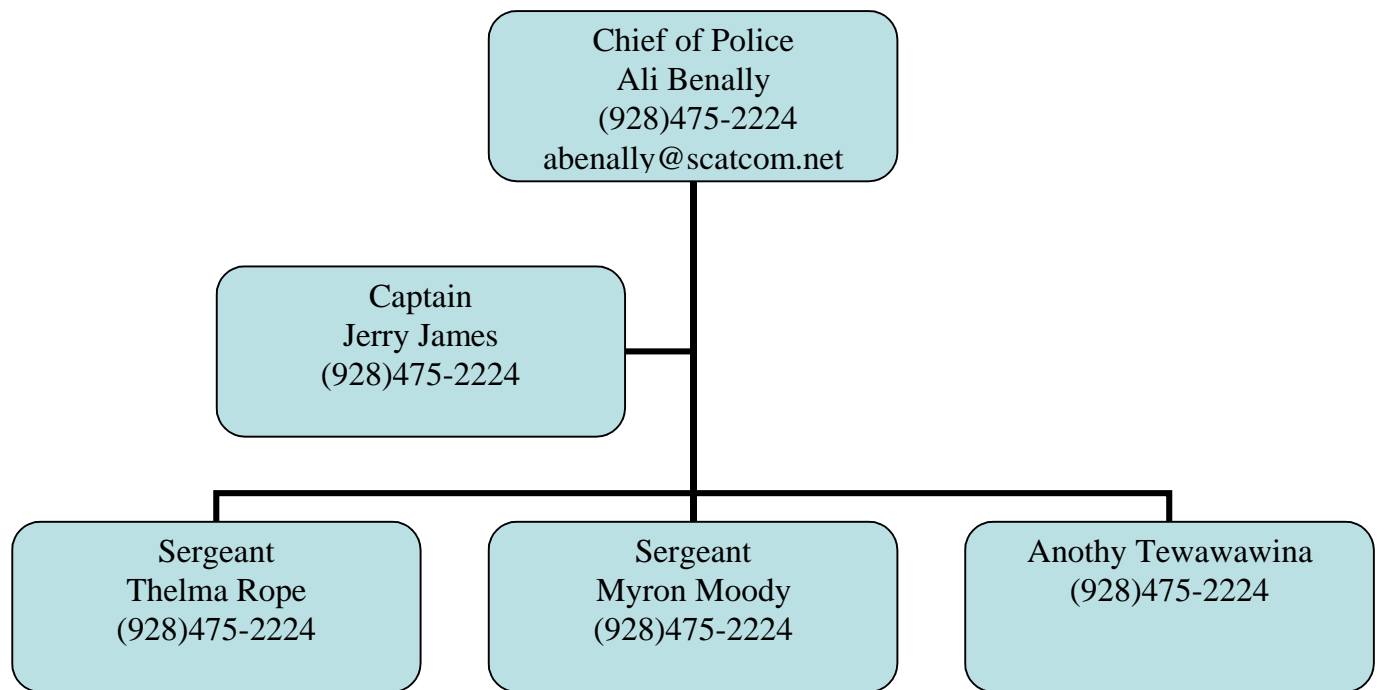 Chief of Police
Ali Benally
(928)475-2224
abenally@scatcom.net
Captain
Jerry James
(928)475-2224
Sergeant
Thelma Rope
(928)475-2224
Sergeant
Myron Moody
(928)475-2224
Anothy Tewawawina
(928)475-2224